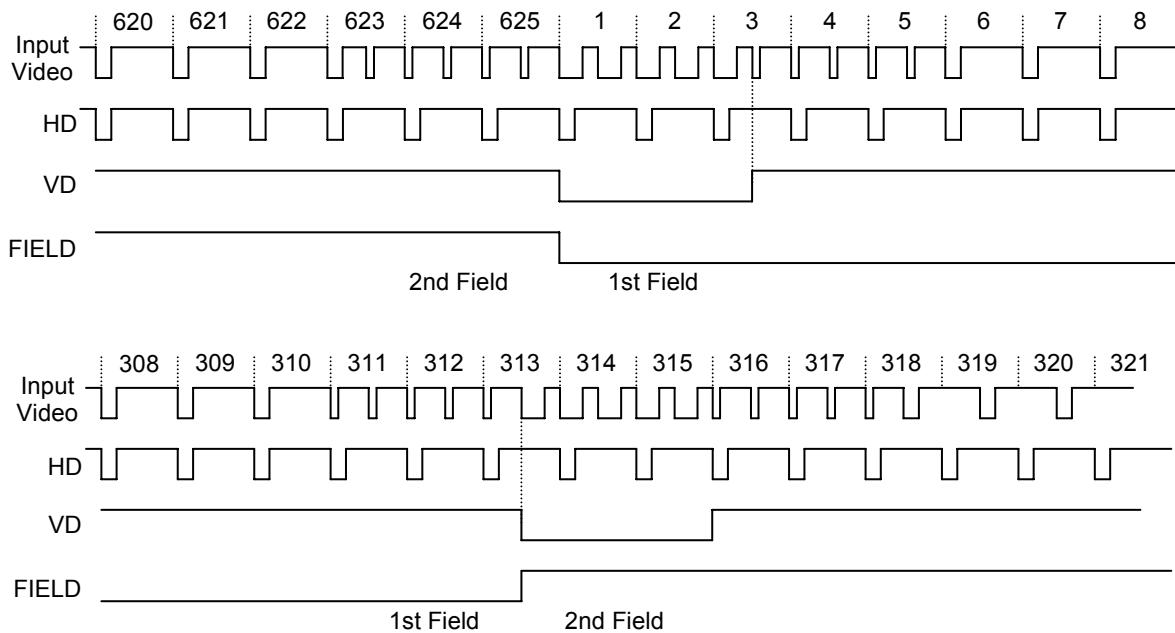 620 621 622 623 624 625 1 2 3 4 5 6 7 8
Input
Video
HD
VD
FIELD
2nd Field 1st Field
308 309 310 311 312 313 314 315 316 317 318 319 320 321
Input
Video
HD
VD
FIELD
1st Field 2nd Field